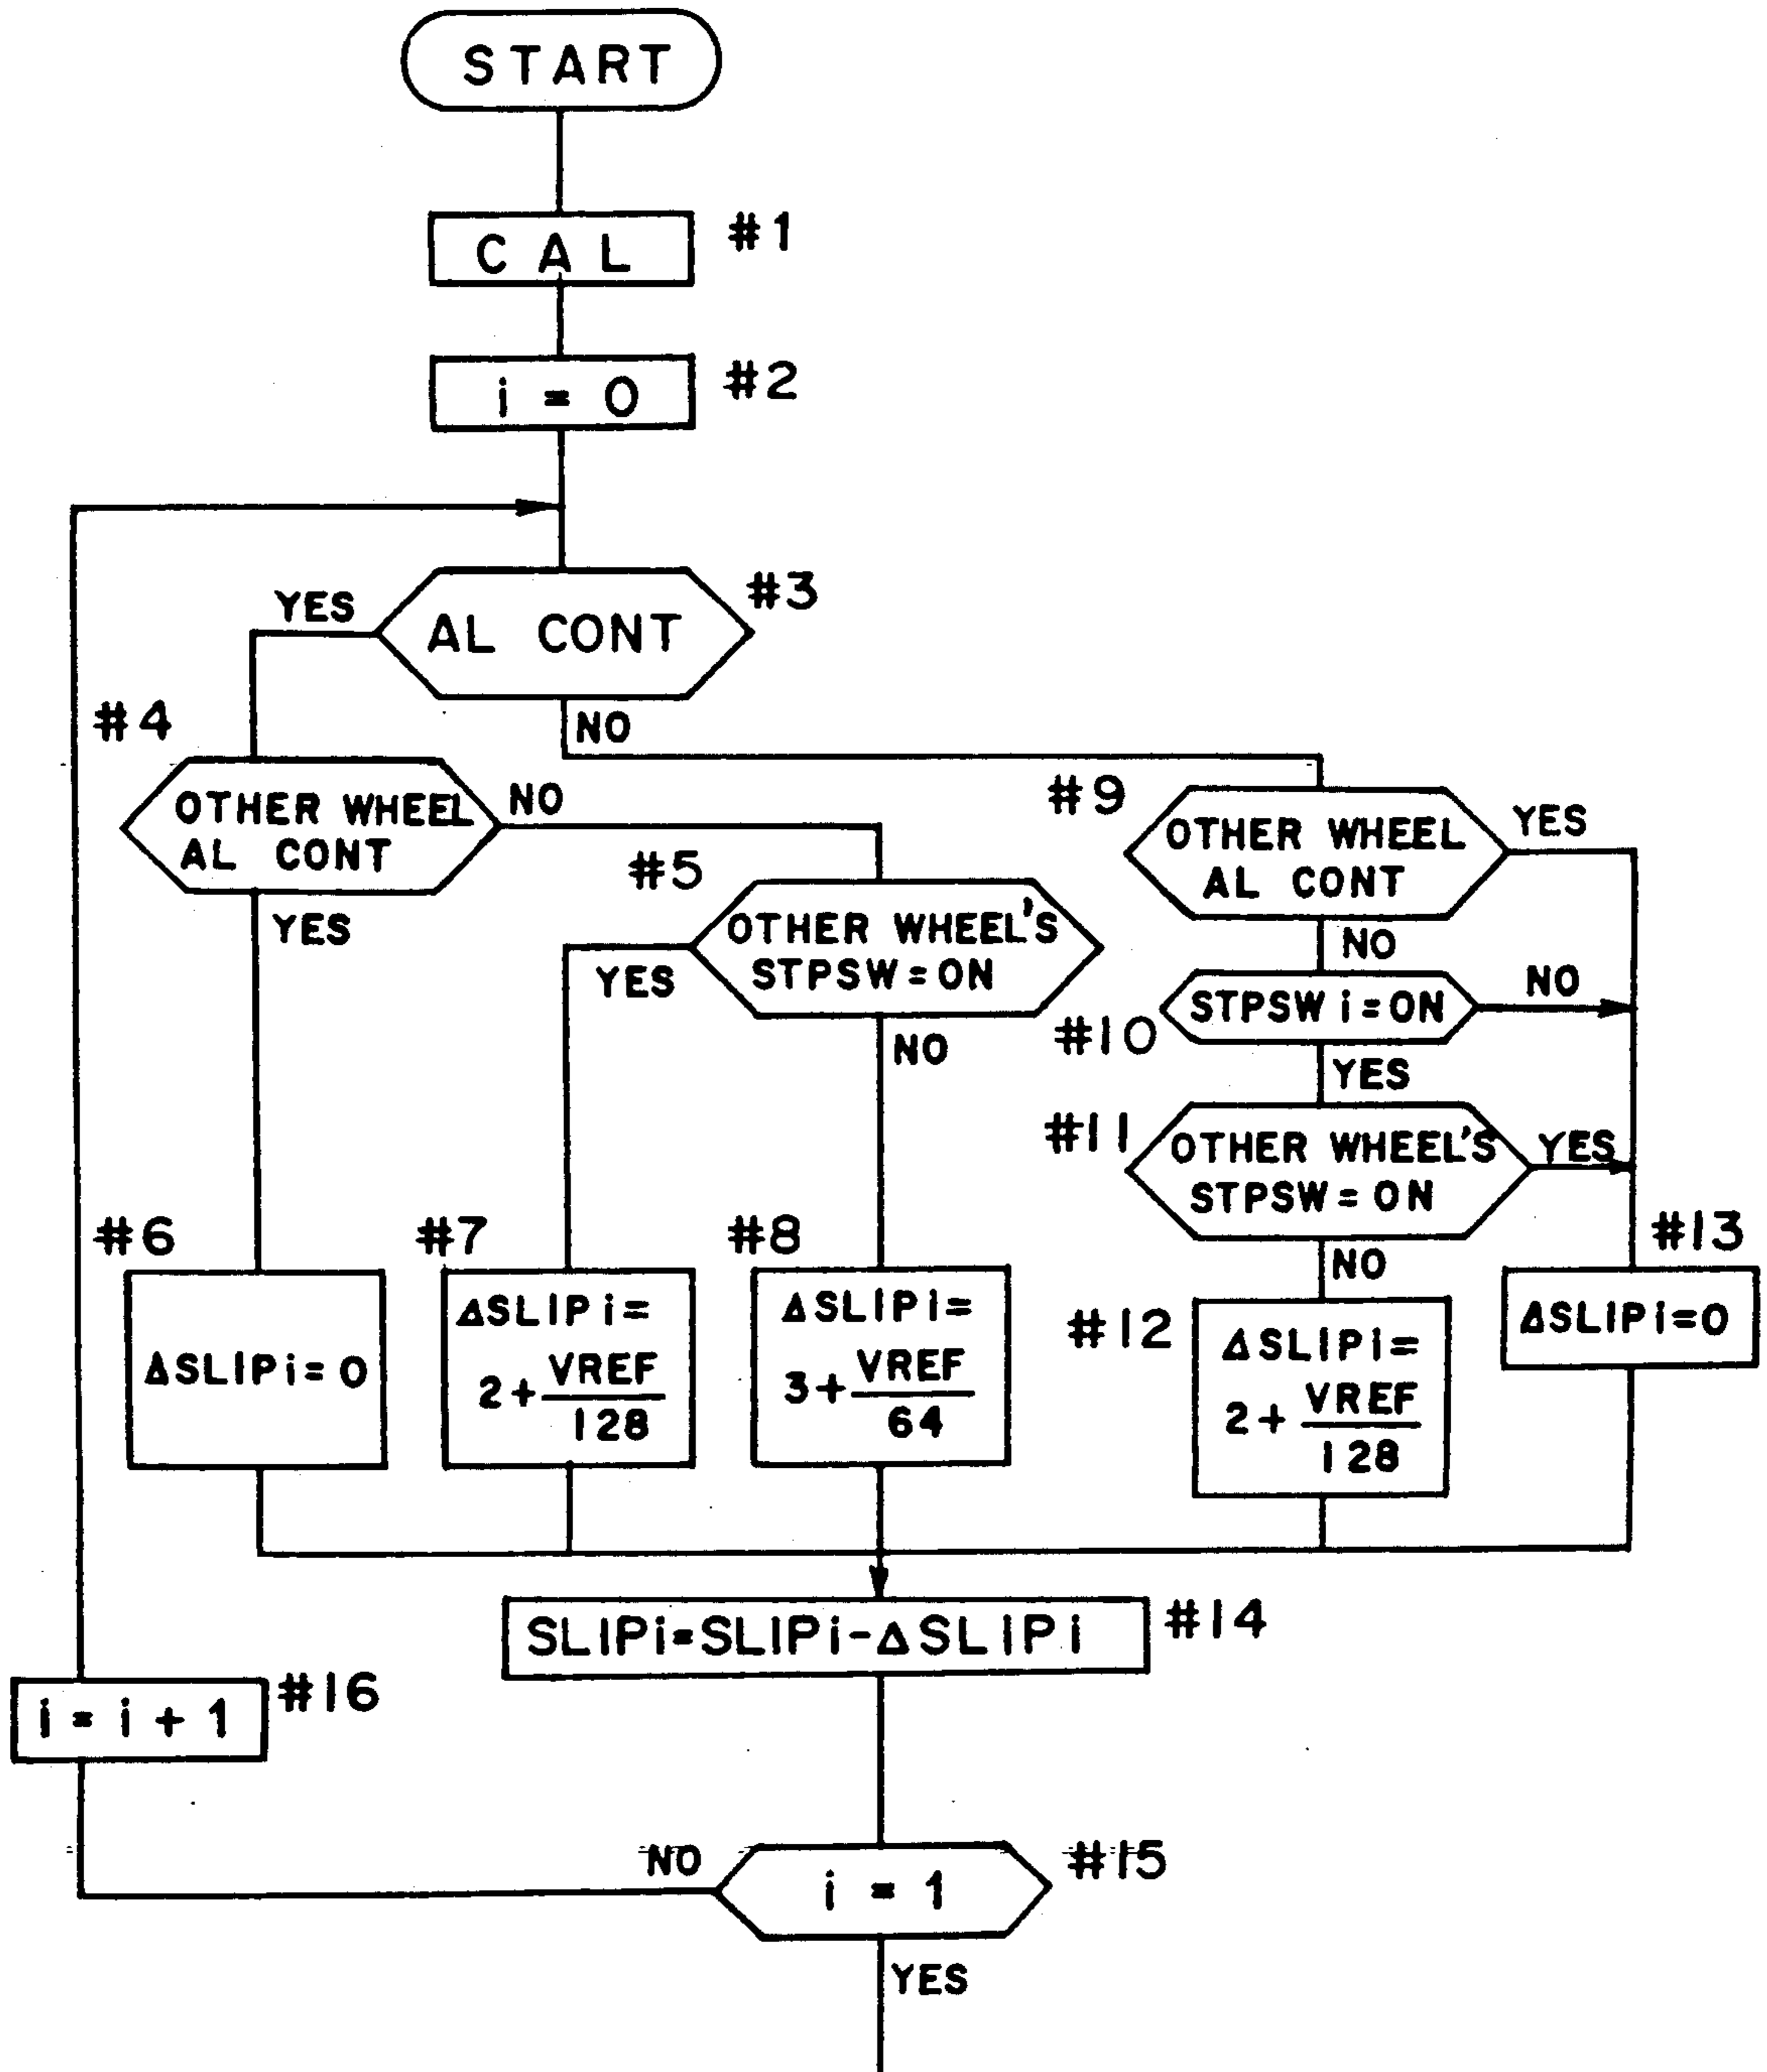 START
CAL
#1
i = 0
#2
#3
YES
AL CONT
NO
#4
OTHER WHEEL
AL CONT
NO
YES
#5
OTHER WHEEL'S
STPSW=ON
YES
NO
#9
OTHER WHEEL
AL CONT
YES
NO
#10
STPSW i=ON
NO
YES
#11
OTHER WHEEL'S
STPSW=ON
YES
NO
#6
ΔSLIPi=0
#7
ΔSLIPi=
2+VREF/128
#8
ΔSLIPi=
3+VREF/64
#12
ΔSLIPi=
2+VREF/128
#13
ΔSLIPi=0
SLIPi=SLIPi-ΔSLIPi
#14
i = i + 1
#16
NO
i = 1
#15
YES